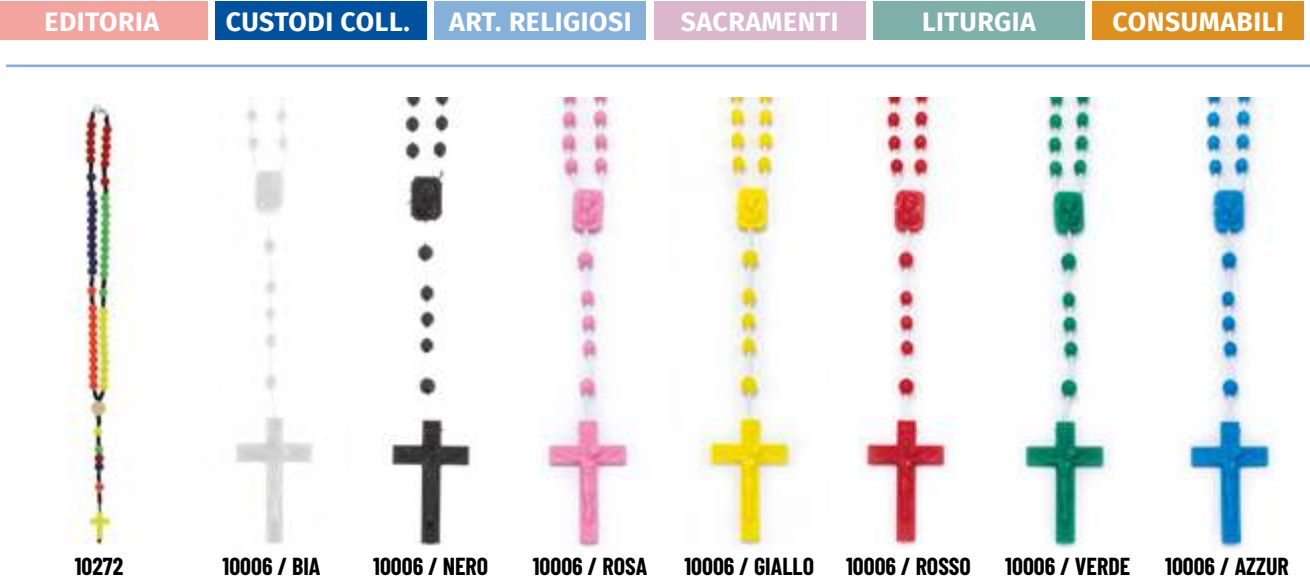 EDITORIA CUSTODI COLL. ART. RELIGIOSI SACRAMENTI LITURGIA CONSUMABILI
10272 10006 / BIA 10006 / NERO 10006 / ROSA 10006 / GIALLO 10006 / ROSSO 10006 / VERDE 10006 / AZZUR